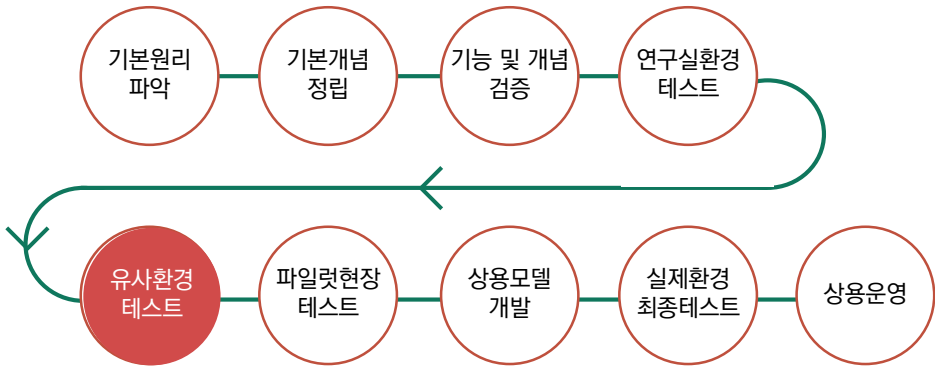 기본원리
파악
기본개념
정립
기능 및 개념
검증
연구실환경
테스트
유사환경
테스트
파일럿현장
테스트
상용모델
개발
실제환경
최종테스트
상용운영